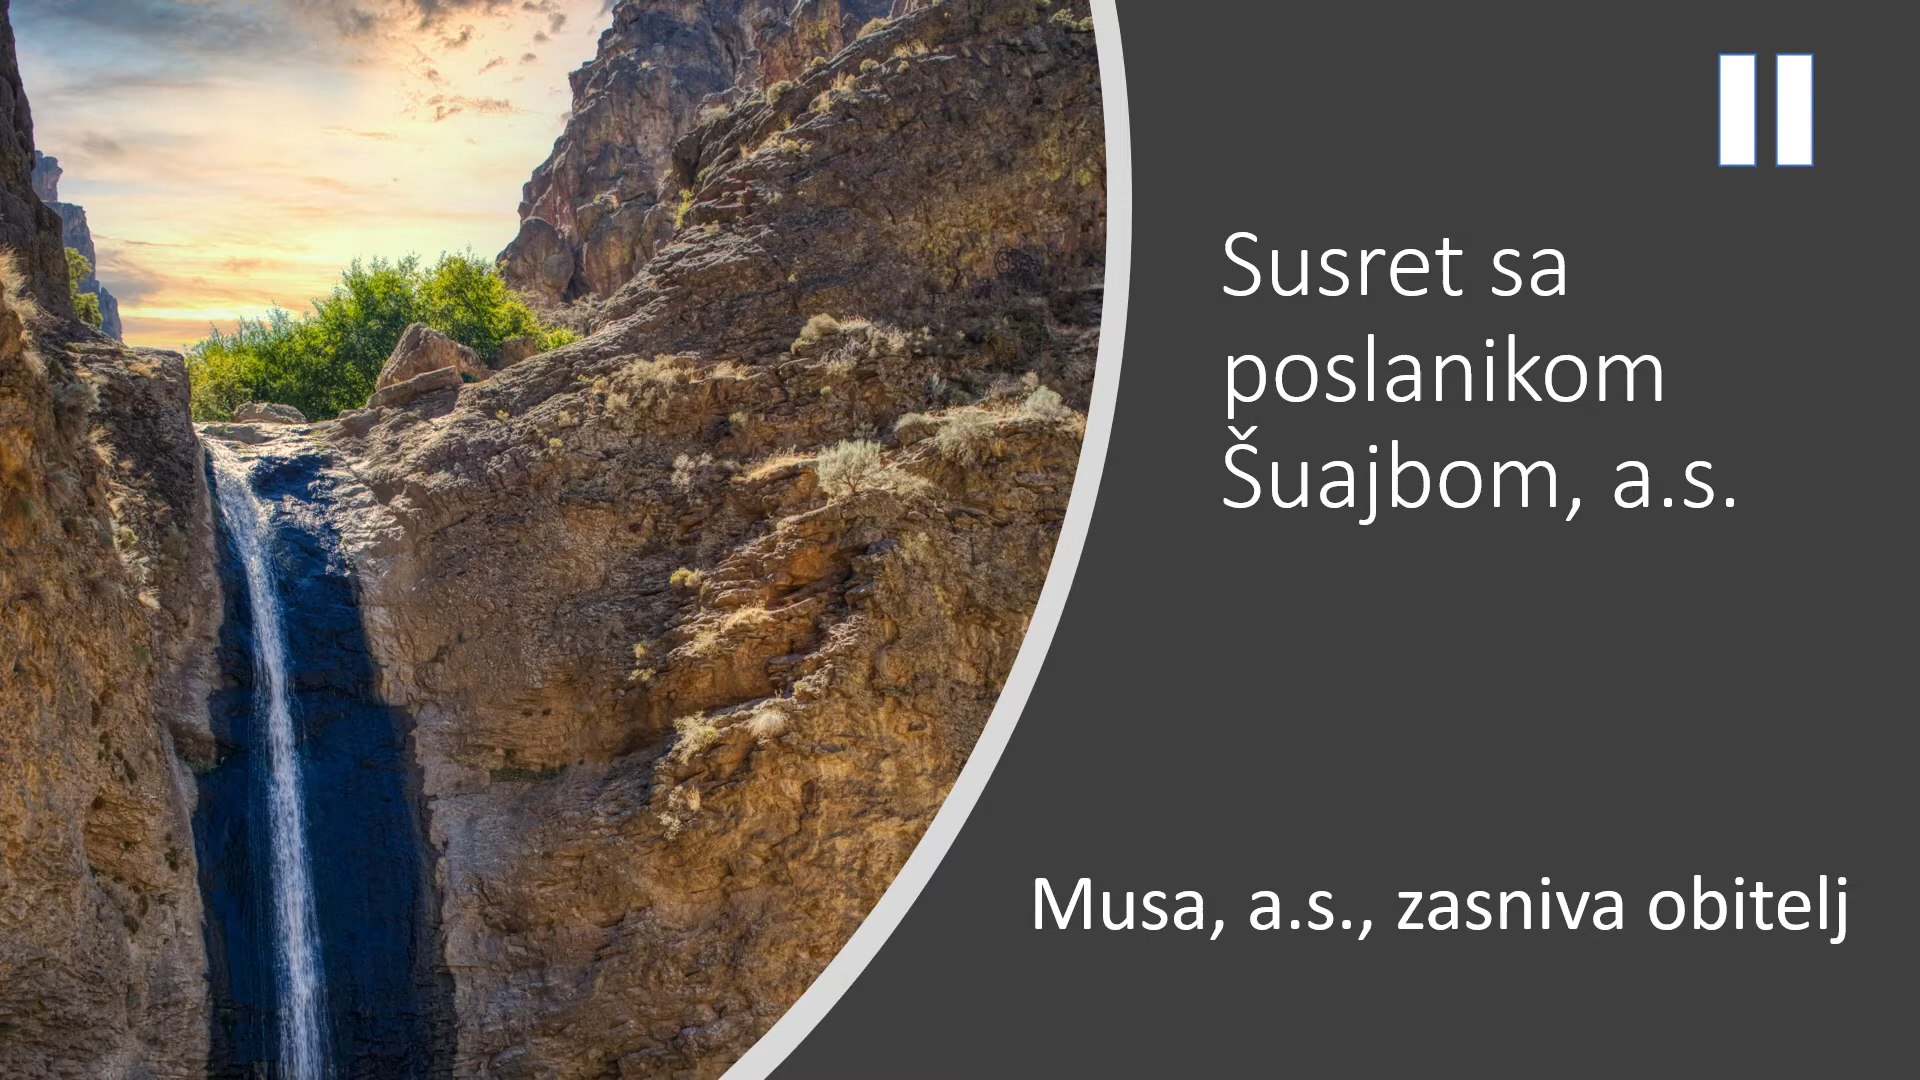 Susret sa
poslanikom
Šuajbom, a.s.
Musa, a.s., zasniva obitelj